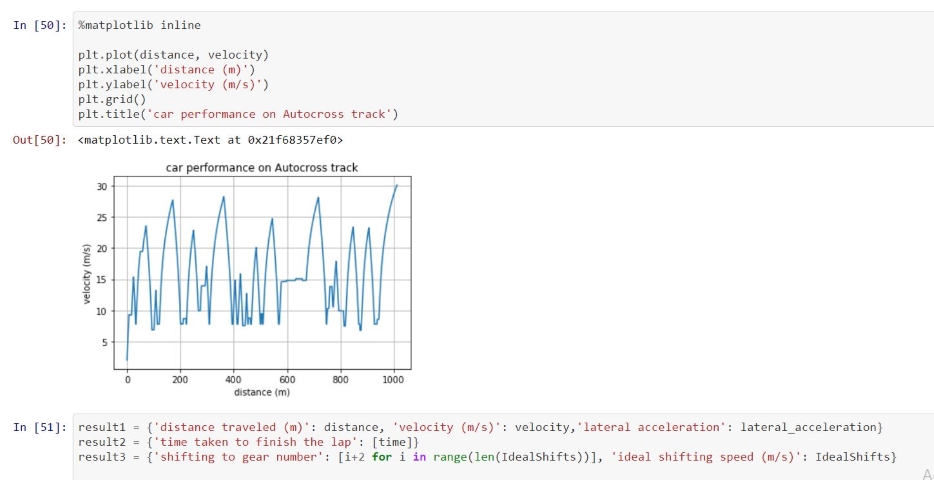 In [50]: %matplotlib inline
plt.plot(distance, velocity)
plt.xlabel('distance (m)')
plt.ylabel('velocity (m/s)')
plt.grid()
plt.title('car performance on Autocross track')
Out[50]: <matplotlib.text.Text at 0x21f68357ef0>
car performance on Autocross track
30
25
20
15
10
5
velocity (m/s)
0 200 400 600 800 1000
distance (m)
In [51]: result1 = {'distance traveled (m)': distance, 'velocity (m/s)': velocity,'lateral acceleration': lateral_acceleration}
result2 = {'time taken to finish the lap': [time]}
result3 = {'shifting to gear number': [i+2 for i in range(len(IdealShifts))], 'ideal shifting speed (m/s)': IdealShifts}